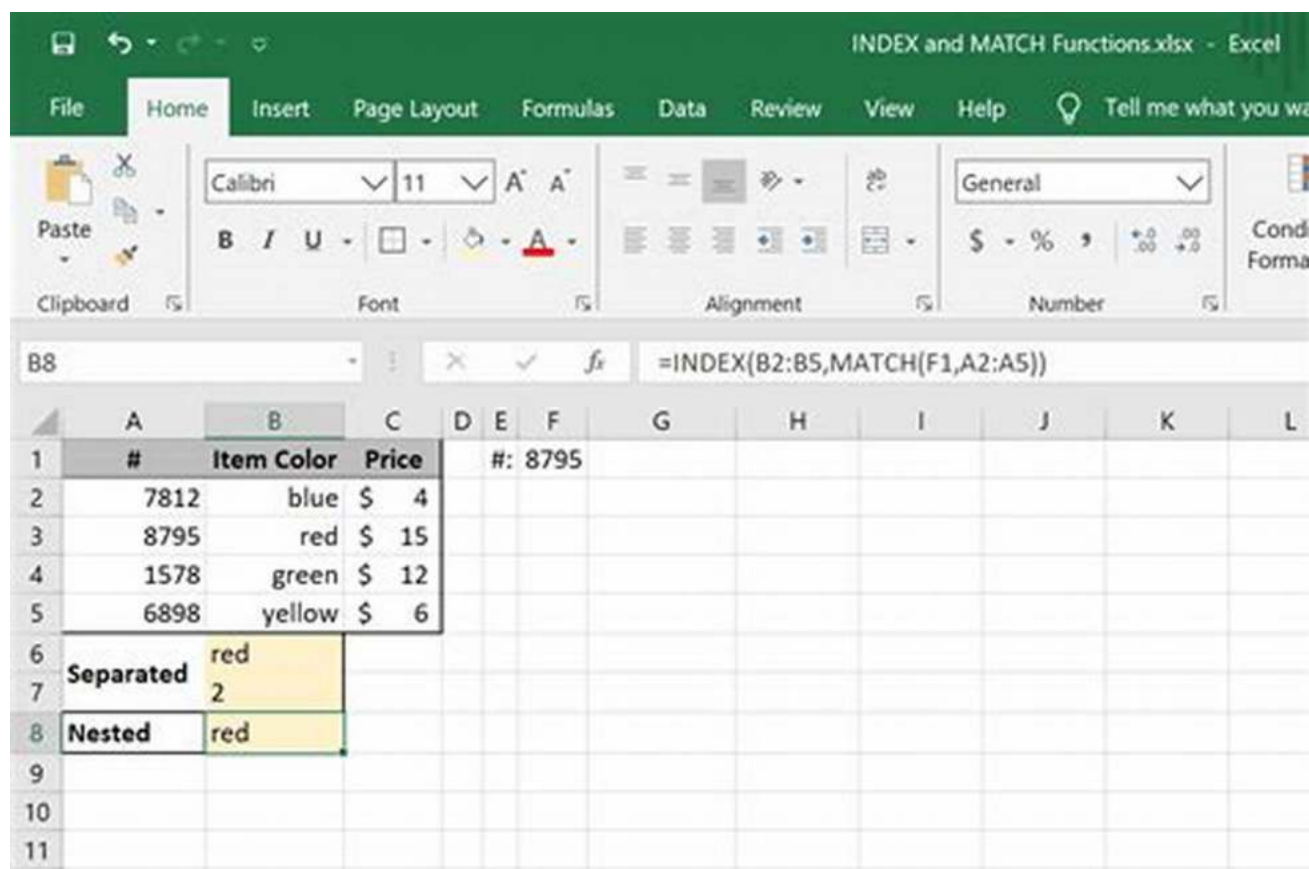 INDEX and MATCH Functions.xlsx - Excel
File Home Insert Page Layout Formulas Data Review View Help Tell me what you wa
Calibri 11 A A General
Paste B I U A $ % , Condi
Forma
Clipboard Font Alignment Number
B8 fx =INDEX(B2:B5,MATCH(F1,A2:A5))
A B C D E F G H I J K L
1 # Item Color Price #: 8795
2 7812 blue $ 4
3 8795 red $ 15
4 1578 green $ 12
5 6898 yellow $ 6
6 red
Separated
7 2
8 Nested red
9
10
11